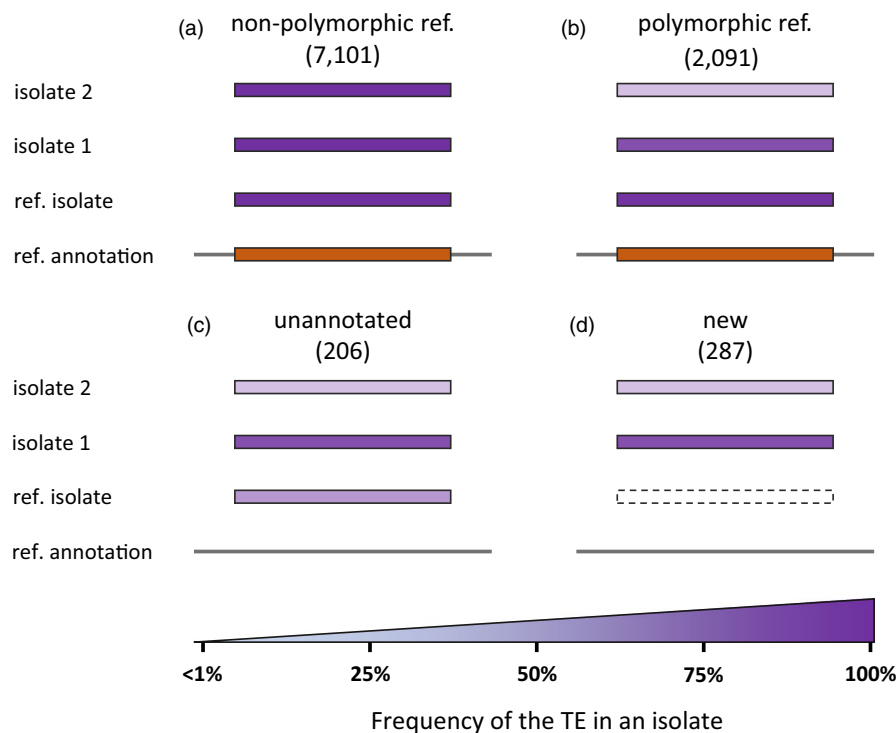 (a) non-polymorphic ref.
(7,101)
(b) polymorphic ref.
(2,091)
isolate 2
isolate 1
ref. isolate
ref. annotation
(c) unannotated
(206)
(d) new
(287)
isolate 2
isolate 1
ref. isolate
ref. annotation
<1% 25% 50% 75% 100%
Frequency of the TE in an isolate